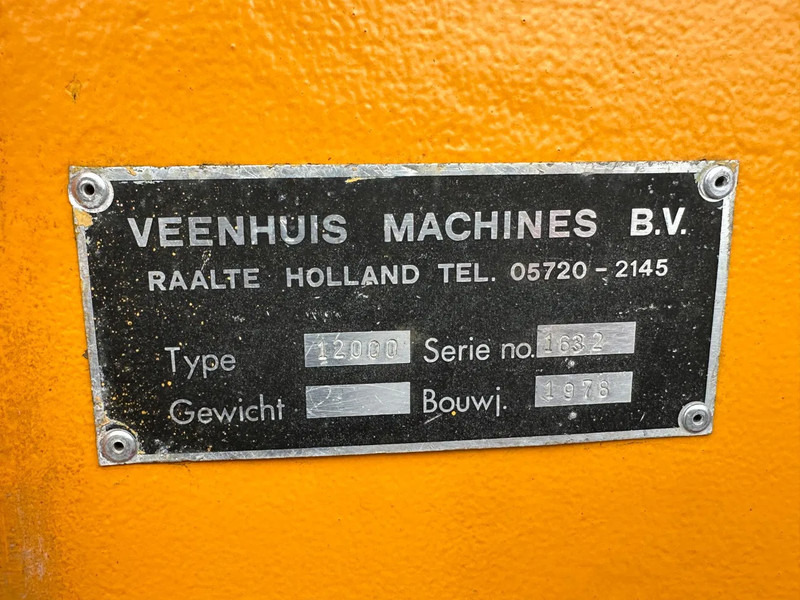 VEENHUIS MACHINES B.V.
RAALTE HOLLAND TEL. 05720-2145
Type 12000 Serie no. 1632
Gewicht Bouwj. 1978